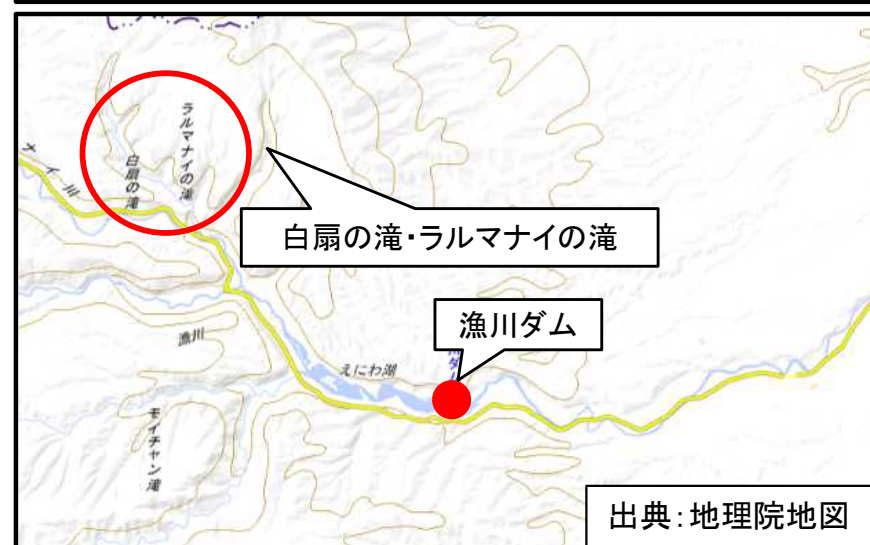 ラルマナイの滝
白扇の滝
白扇の滝・ラルマナイの滝
漁川ダム
漁川
えにわ湖
モイチャン滝
出典:地理院地図